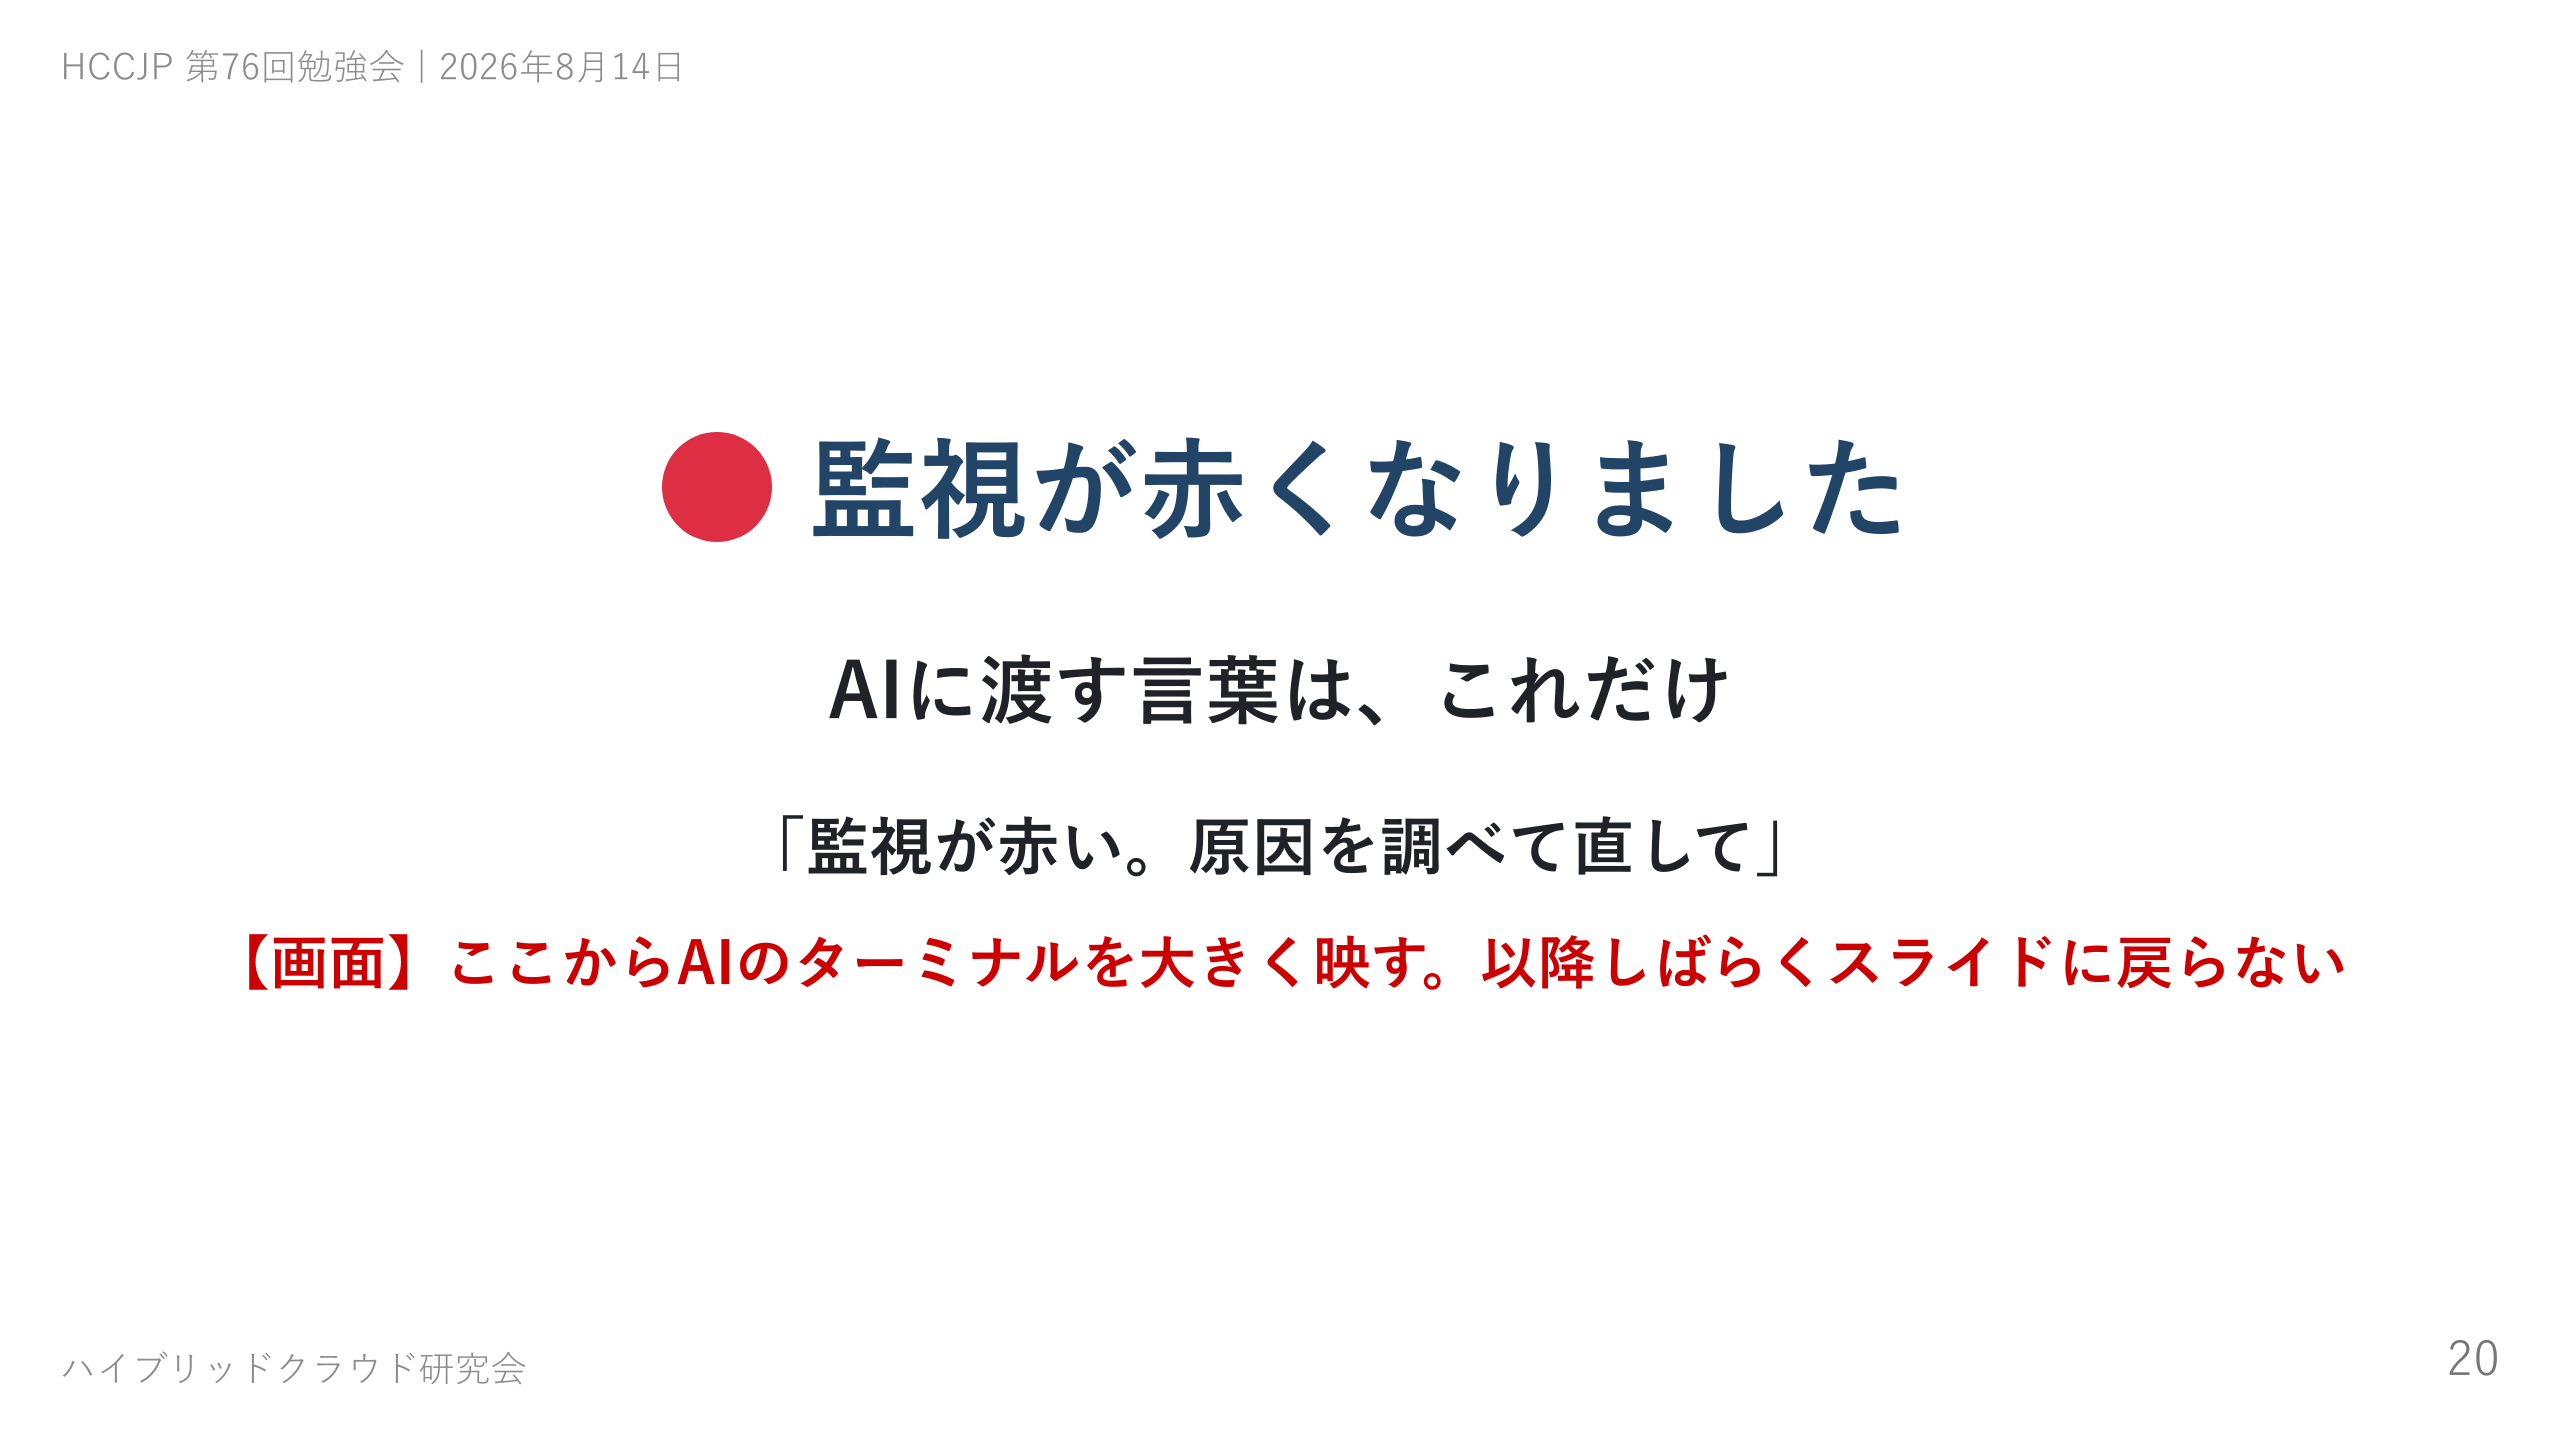 HCCJP 第76回勉強会 | 2026年8月14日
監視が赤くなりました
AIに渡す言葉は、これだけ
「監視が赤い。原因を調べて直して」
【画面】ここからAIのターミナルを大きく映す。以降しばらくスライドに戻らない
ハイブリッドクラウド研究会
20